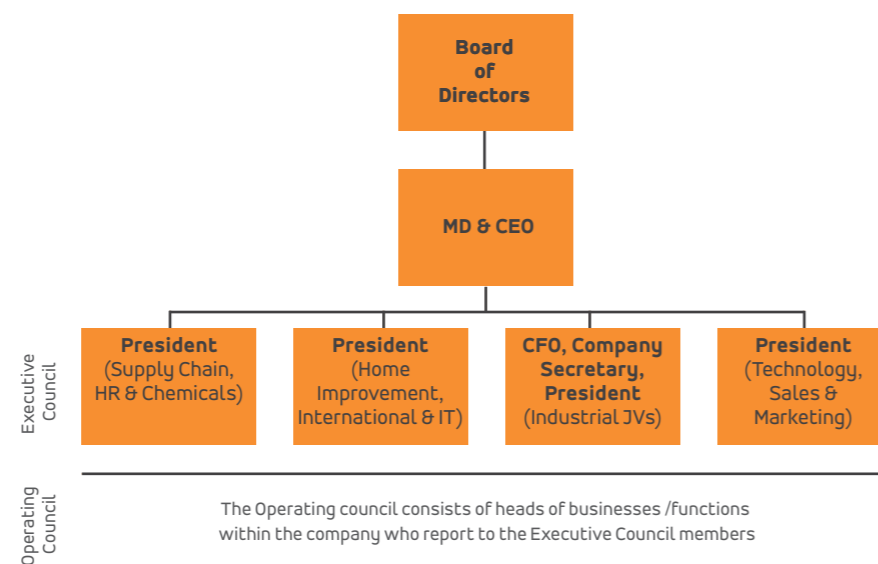 Board
of
Directors
MD & CEO
President
(Supply Chain,
HR & Chemicals)
President
(Home
Improvement,
International & IT)
CFO, Company
Secretary,
President
(Industrial JVs)
President
(Technology,
Sales &
Marketing)
Executive
Council
Operating
Council
The Operating council consists of heads of businesses /functions
within the company who report to the Executive Council members